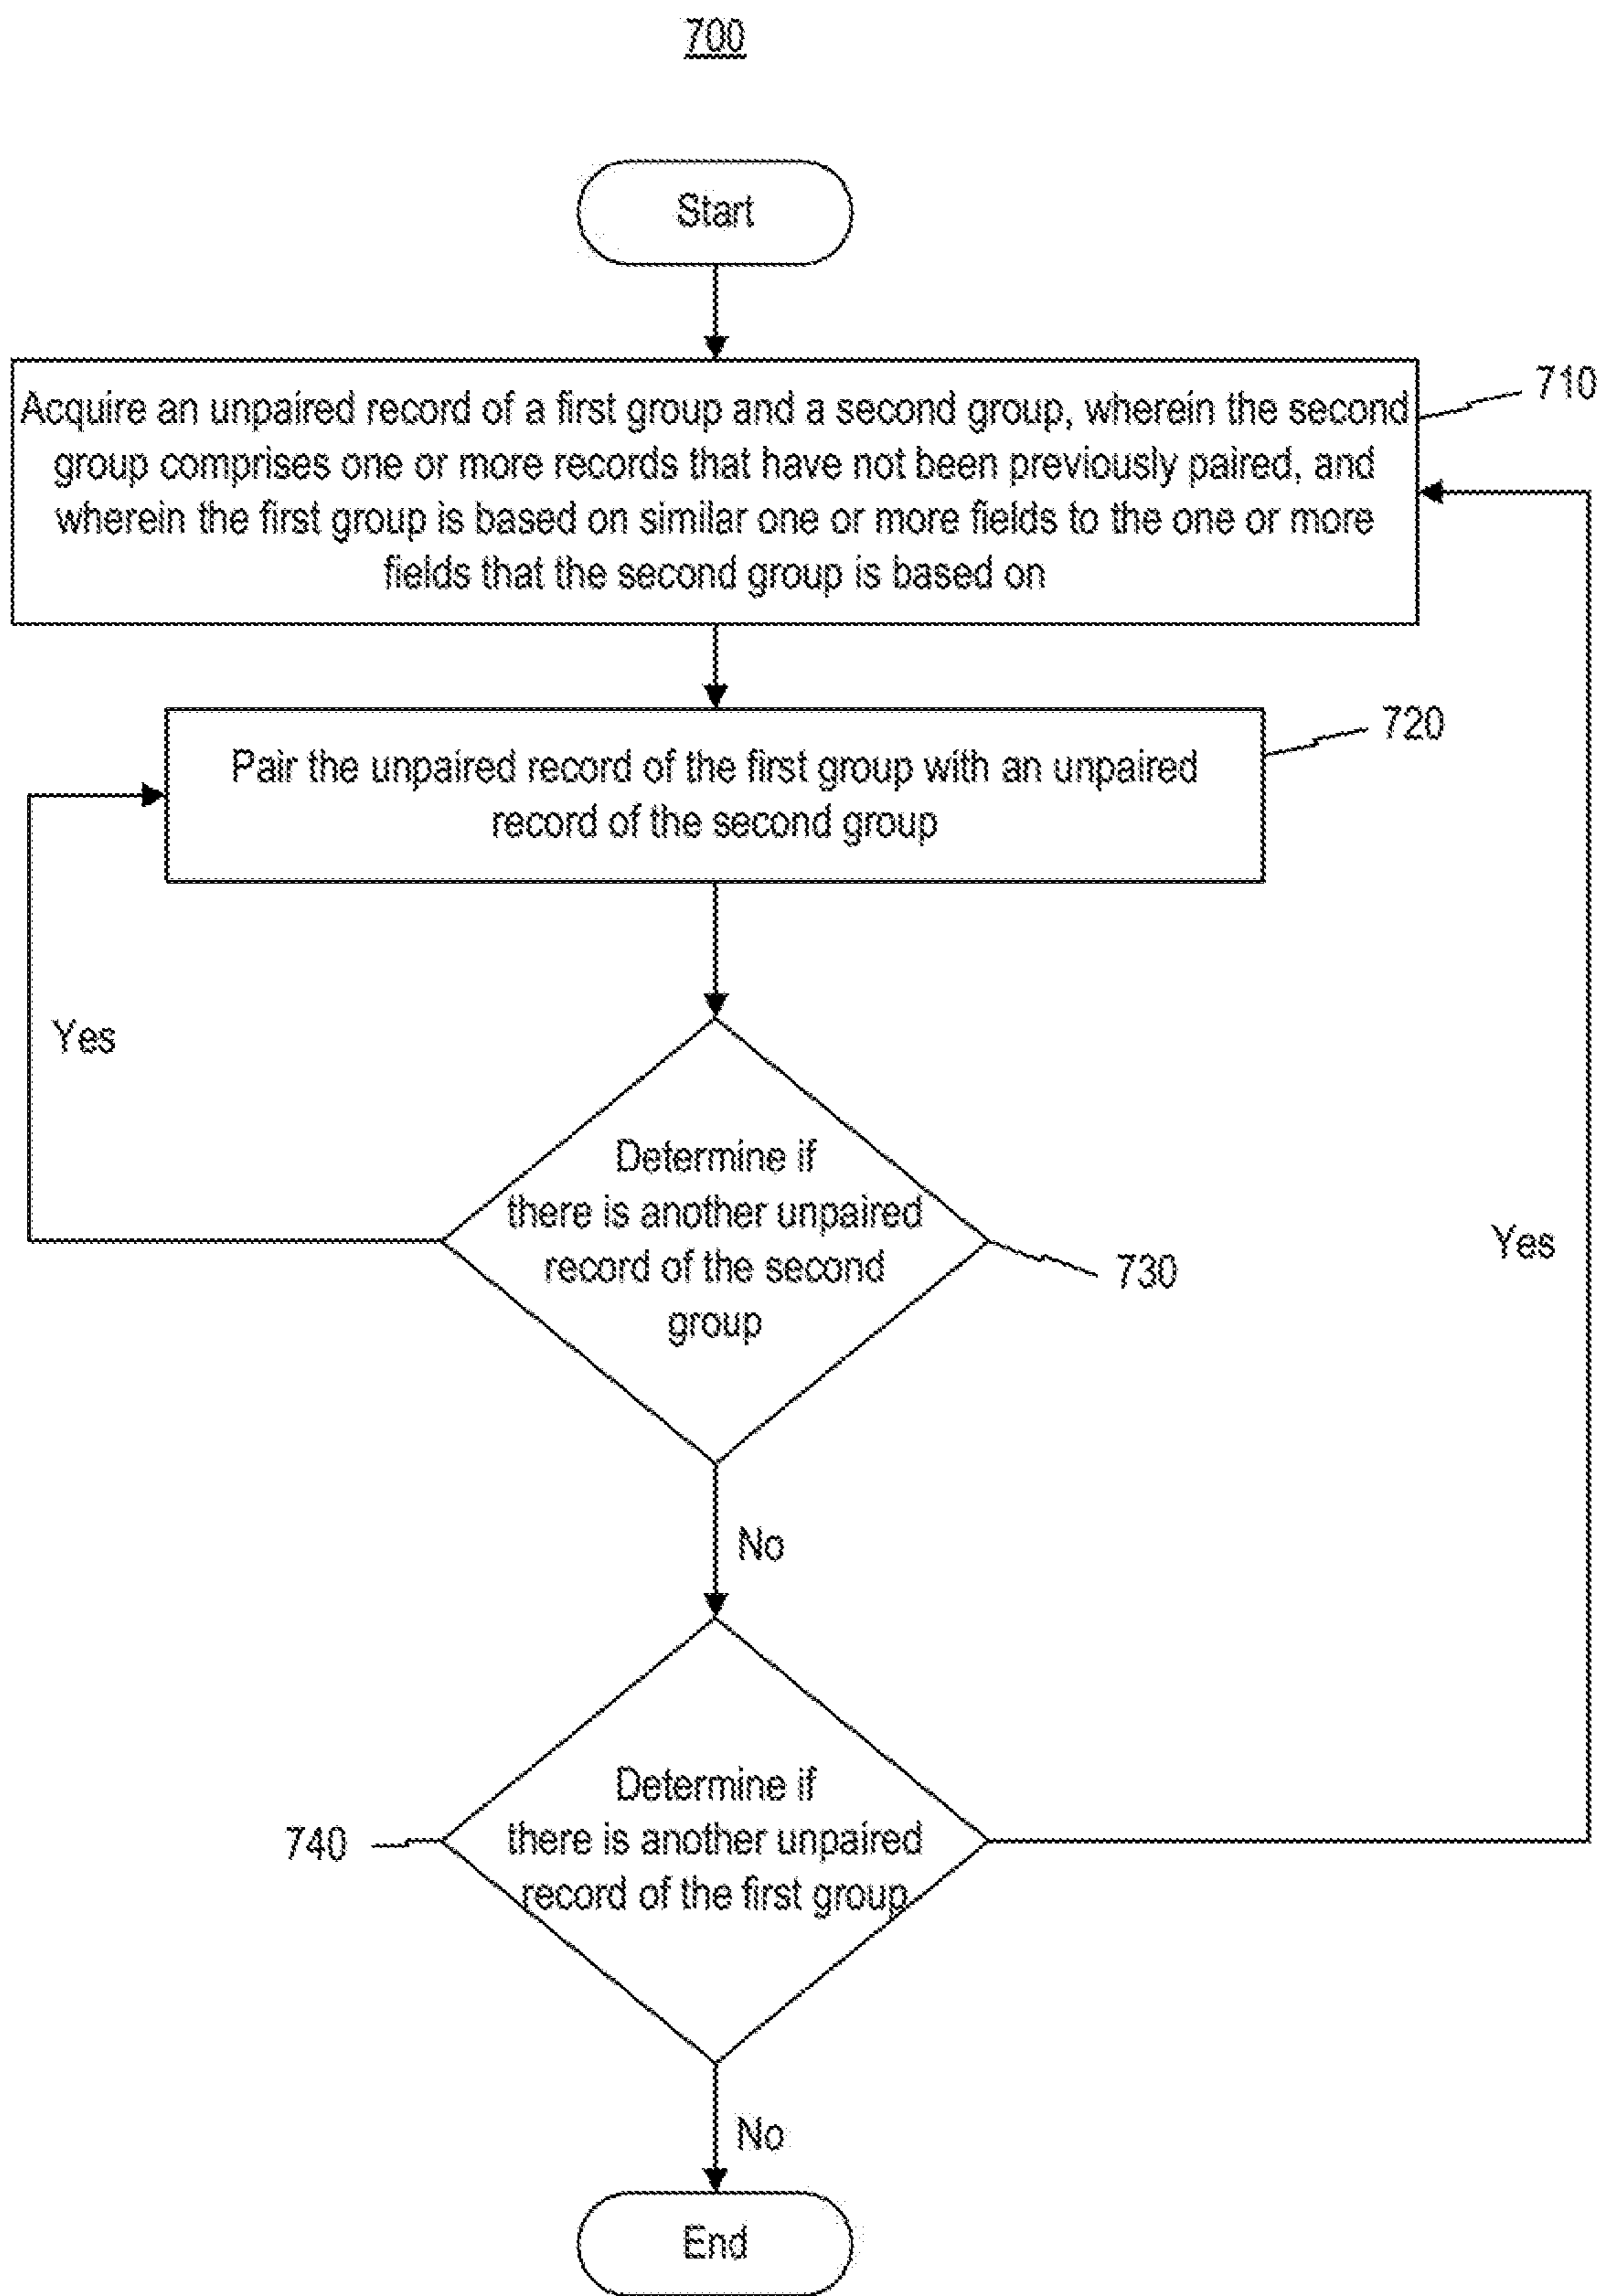 700
Start
Acquire an unpaired record of a first group and a second group, wherein the second
group comprises one or more records that have not been previously paired, and
wherein the first group is based on similar one or more fields to the one or more
fields that the second group is based on
710
Pair the unpaired record of the first group with an unpaired
record of the second group
720
Yes
Determine if
there is another unpaired
record of the second
group
730
Yes
No
Determine if
there is another unpaired
record of the first group
740
No
End